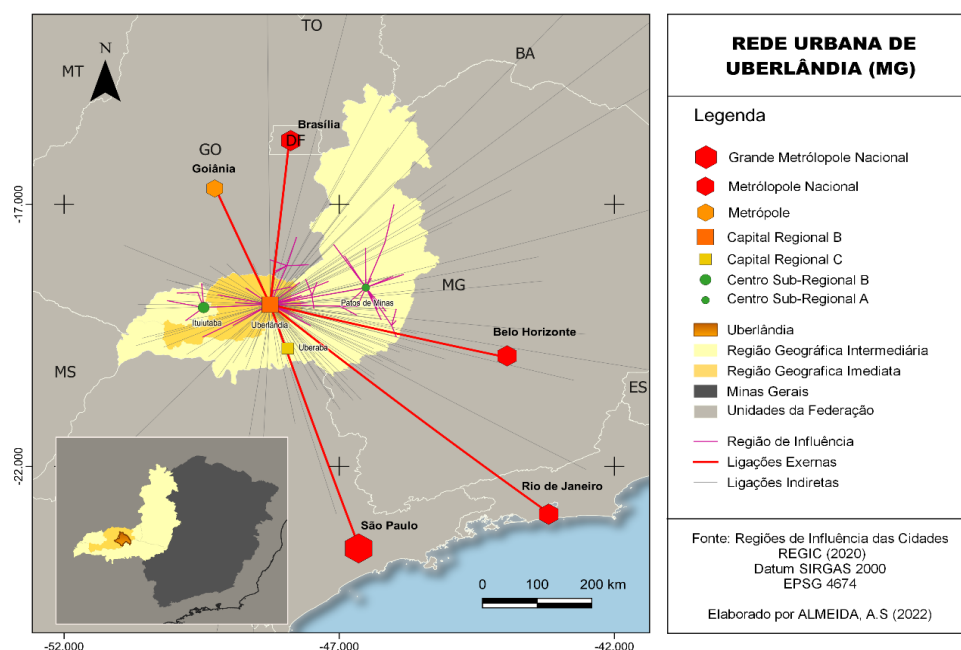 TO
BA
N
MT
Brasília
DF
GO
Goiânia
-17.000
MG
Patos de Minas
Ituiutaba
Uberlândia
Belo Horizonte
Uberaba
MS
ES
-22.000
Rio de Janeiro
São Paulo
0 100 200 km
-52.000 -47.000 -42.000
REDE URBANA DE
UBERLÂNDIA (MG)
Legenda
Grande Metrólopole Nacional
Metrólopole Nacional
Metrópole
Capital Regional B
Capital Regional C
Centro Sub-Regional B
Centro Sub-Regional A
Uberlândia
Região Geográfica Intermediária
Região Geografica Imediata
Minas Gerais
Unidades da Federação
Região de Influência
Ligações Exernas
Ligações Indiretas
Fonte: Regiões de Influência das Cidades
REGIC (2020)
Datum SIRGAS 2000
EPSG 4674
Elaborado por ALMEIDA, A.S (2022)